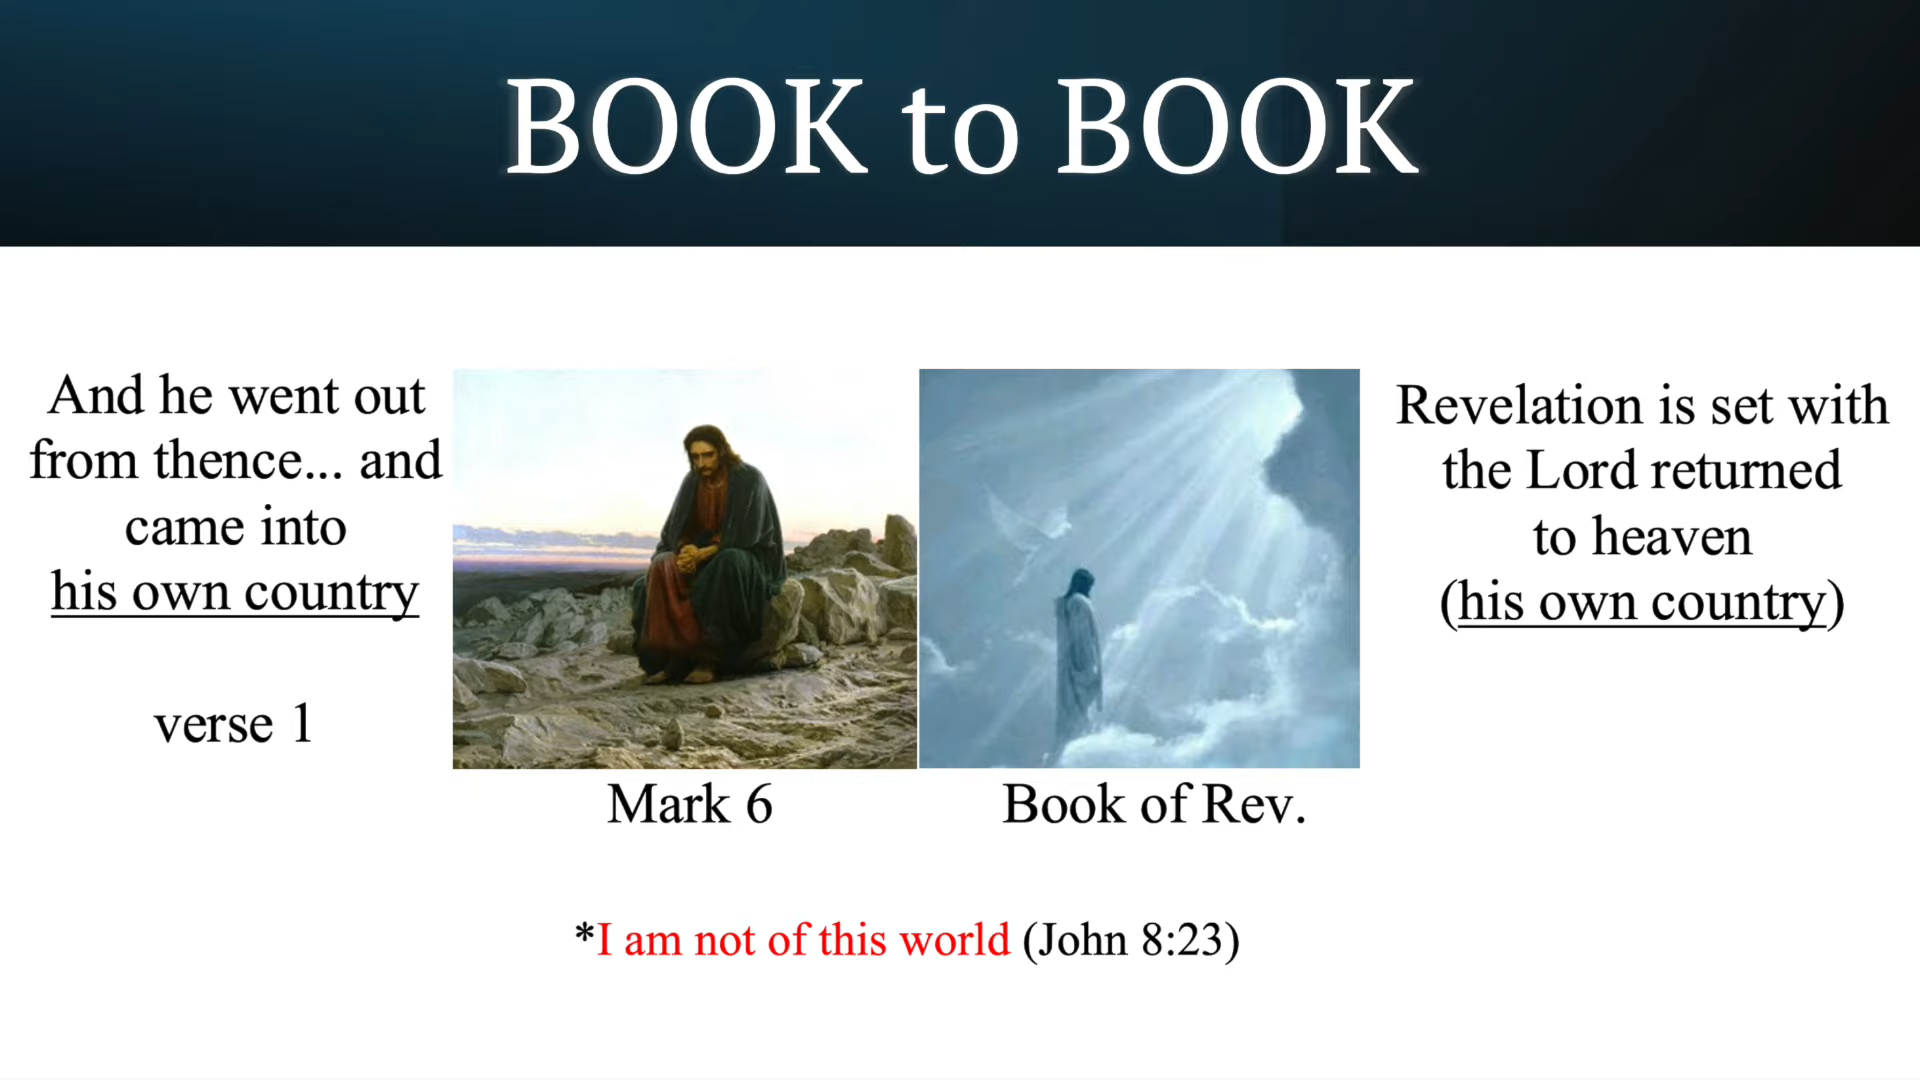 BOOK to BOOK
And he went out
from thence... and
came into
his own country
verse 1
Mark 6
Book of Rev.
Revelation is set with
the Lord returned
to heaven
(his own country)
*I am not of this world (John 8:23)